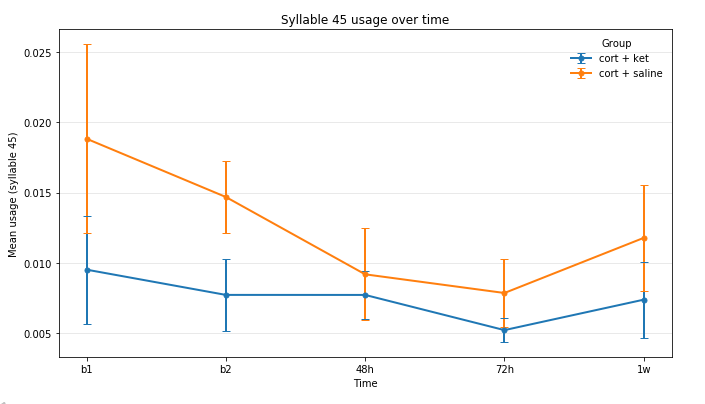 Syllable 45 usage over time
Group
cort + ket
cort + saline
Mean usage (syllable 45)
0.025
0.020
0.015
0.010
0.005
b1 b2 48h 72h 1w
Time